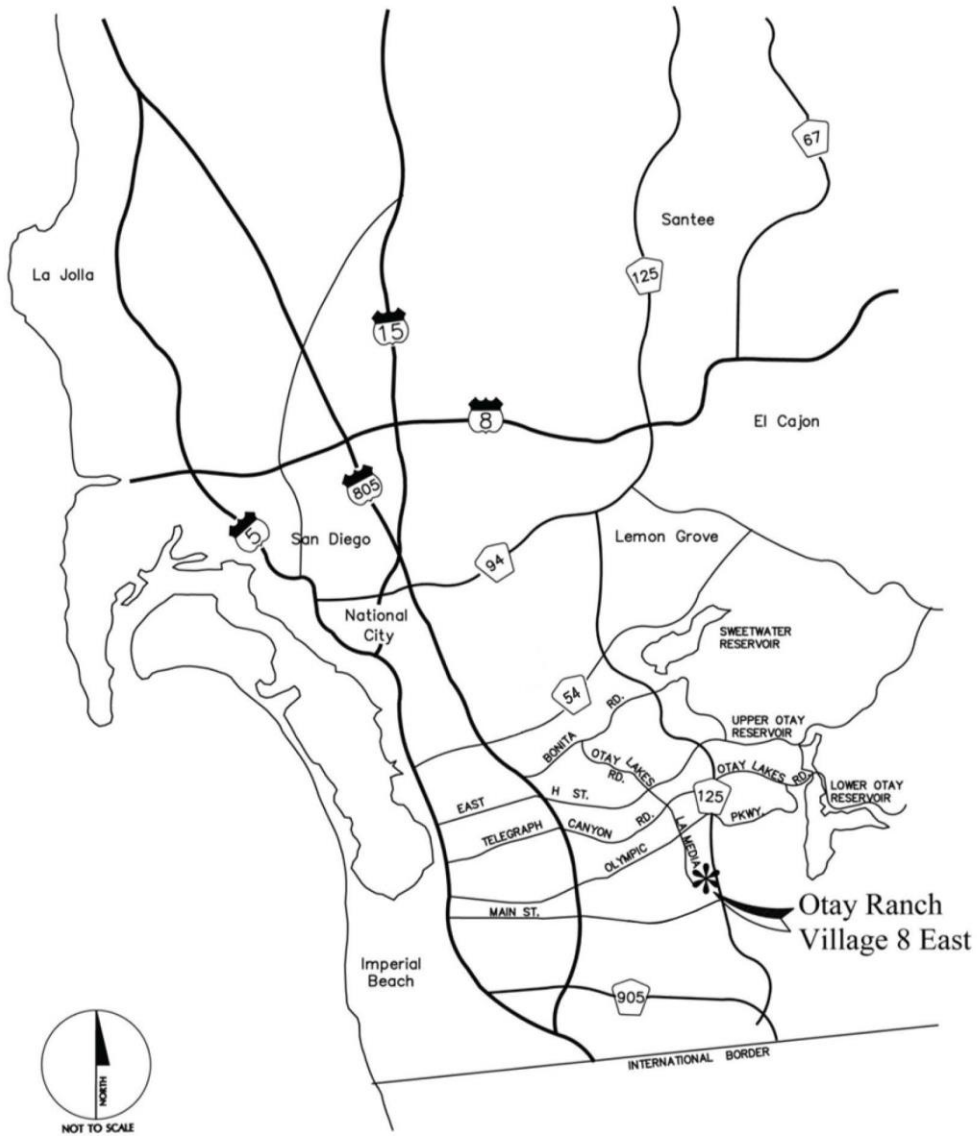 67
Santee
125
La Jolla
15
8
El Cajon
805
5
San Diego
Lemon Grove
94
National
City
SWEETWATER
RESERVOIR
54
RD.
BONITA
UPPER OTAY
RESERVOIR
OTAY LAKES
RD.
OTAY LAKES RD.
LOWER OTAY
RESERVOIR
125
EAST H ST.
PKWY.
TELEGRAPH CANYON RD.
LA MEDIA
OLYMPIC
MAIN ST.
Otay Ranch
Village 8 East
Imperial
Beach
905
INTERNATIONAL BORDER
NORTH
NOT TO SCALE